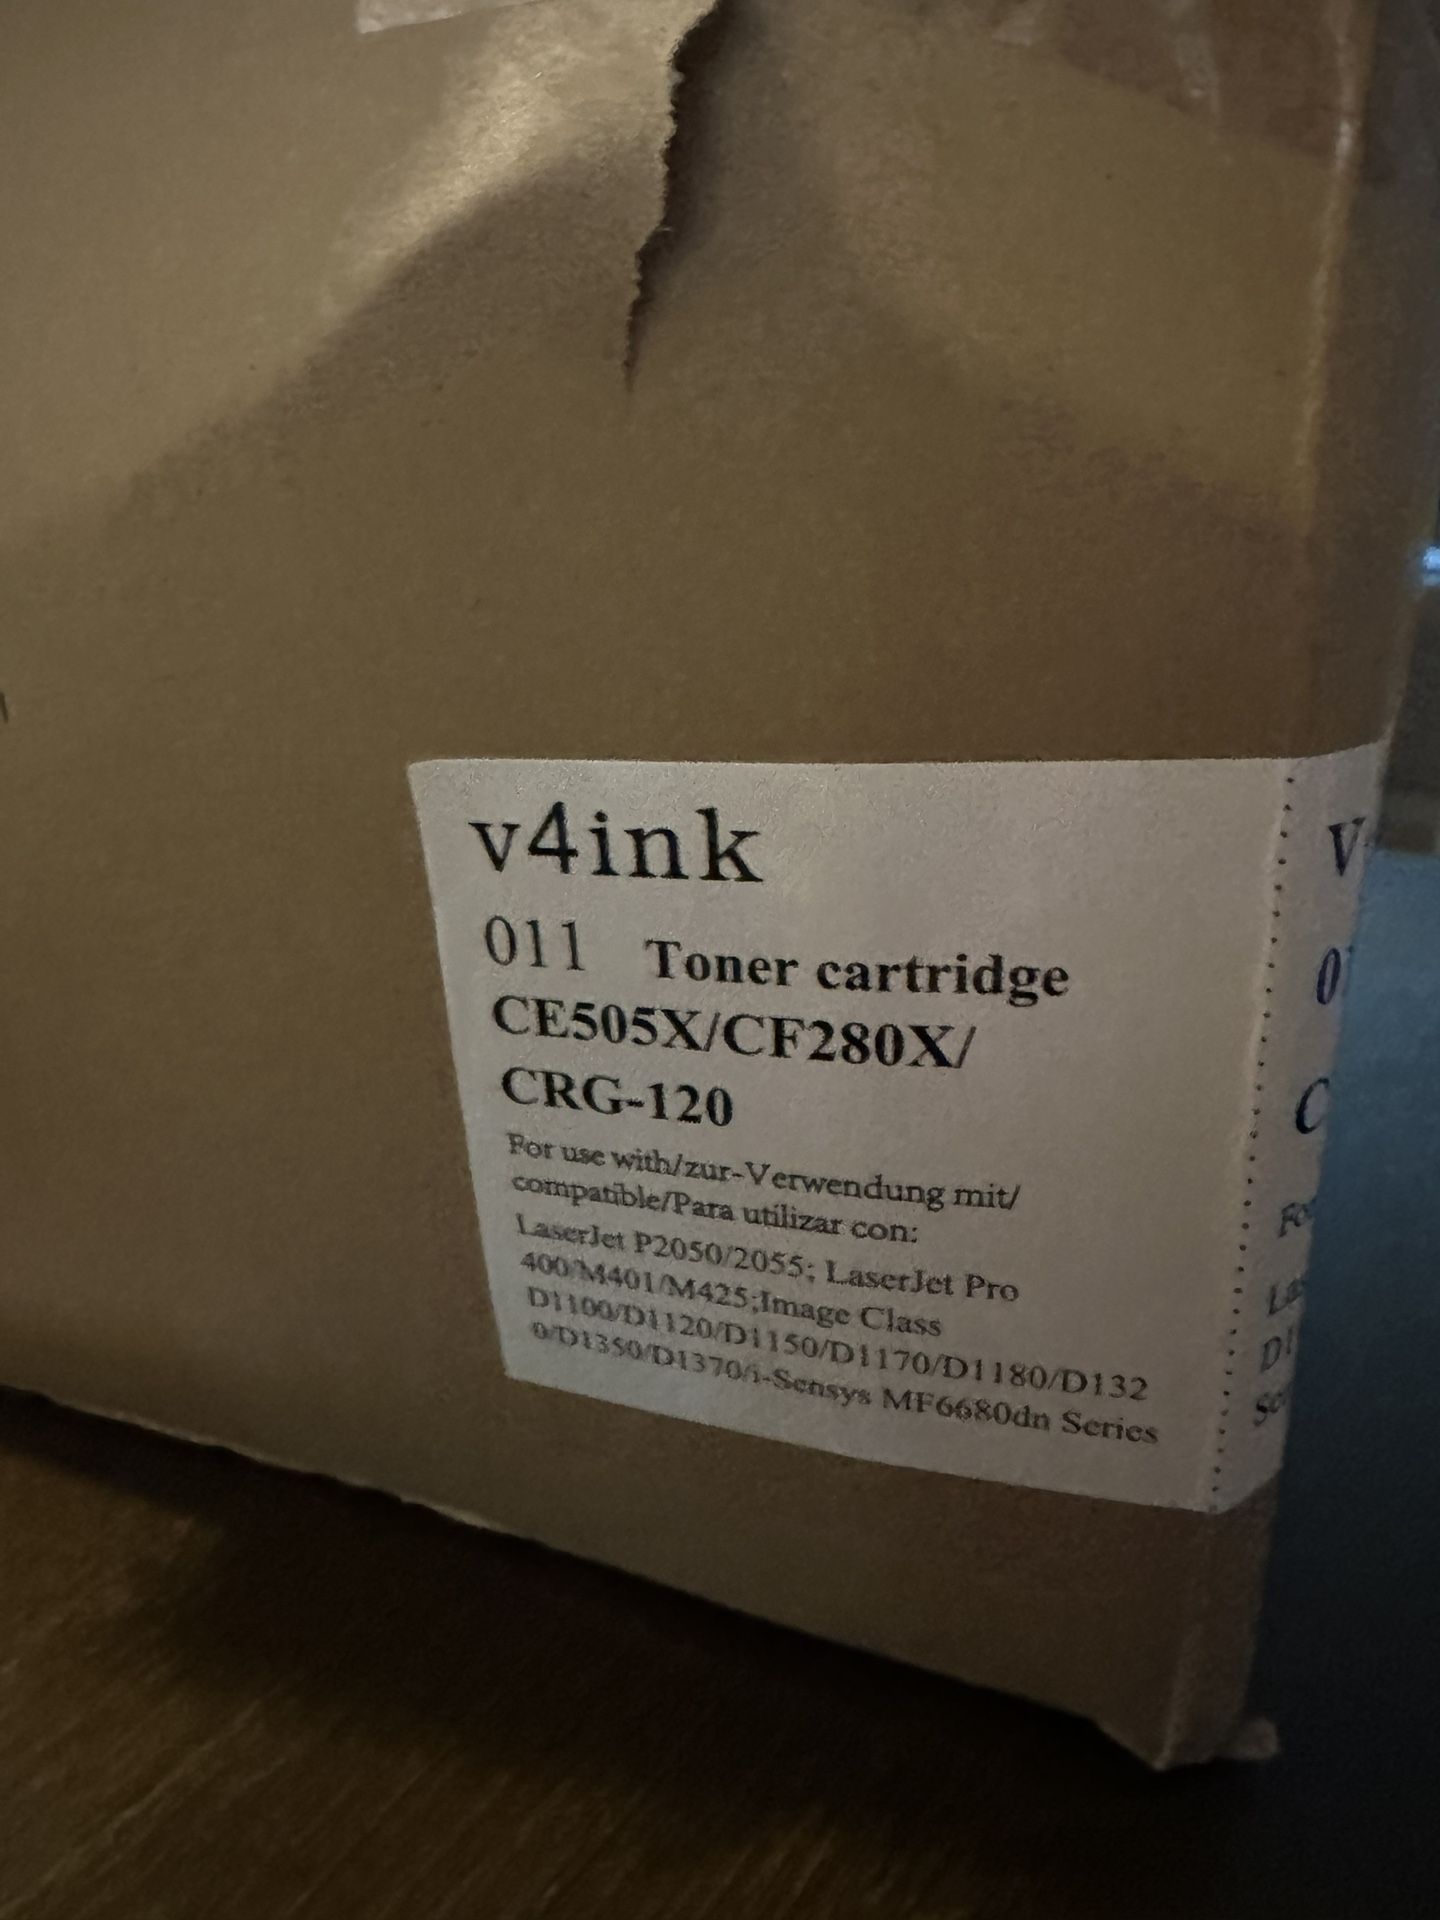 v4ink
011 Toner cartridge
CE505X/CF280X/
CRG-120
For use with/zur-Verwendung mit/
compatible/Para utilizar con:
LaserJet P2050/2055; LaserJet Pro
400/M401/M425;Image Class
D1100/D1120/D1150/D1170/D1180/D132
0/D1350/D1370/i-Sensys MF6680dn Series